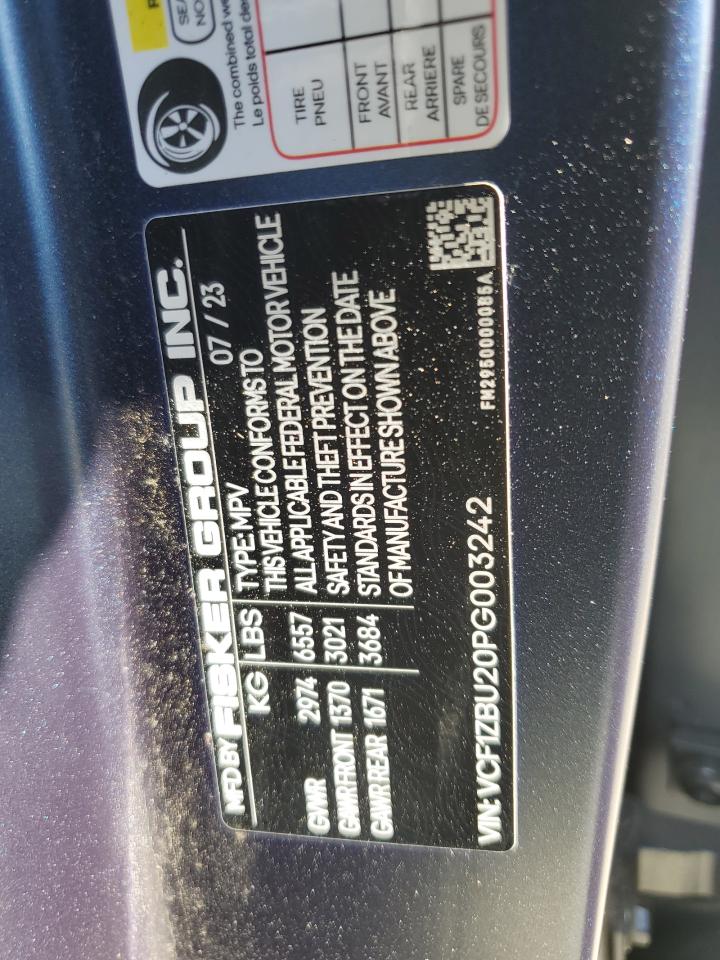 The combined we
Le poids total de
TIRE
PNEU
FRONT
AVANT
REAR
ARRIERE
SPARE
DE SECOURS
MFD BY FISKER GROUP INC.
07 / 23
KG LBS
GVWR 2974 6557
GAWR FRONT 1370 3021
GAWR REAR 1671 3684
TYPE: MPV
THIS VEHICLE CONFORMS TO
ALL APPLICABLE FEDERAL MOTOR VEHICLE
SAFETY AND THEFT PREVENTION
STANDARDS IN EFFECT ON THE DATE
OF MANUFACTURE SHOWN ABOVE
VIN: VCF1ZBU20PG003242
FM29S0000086A